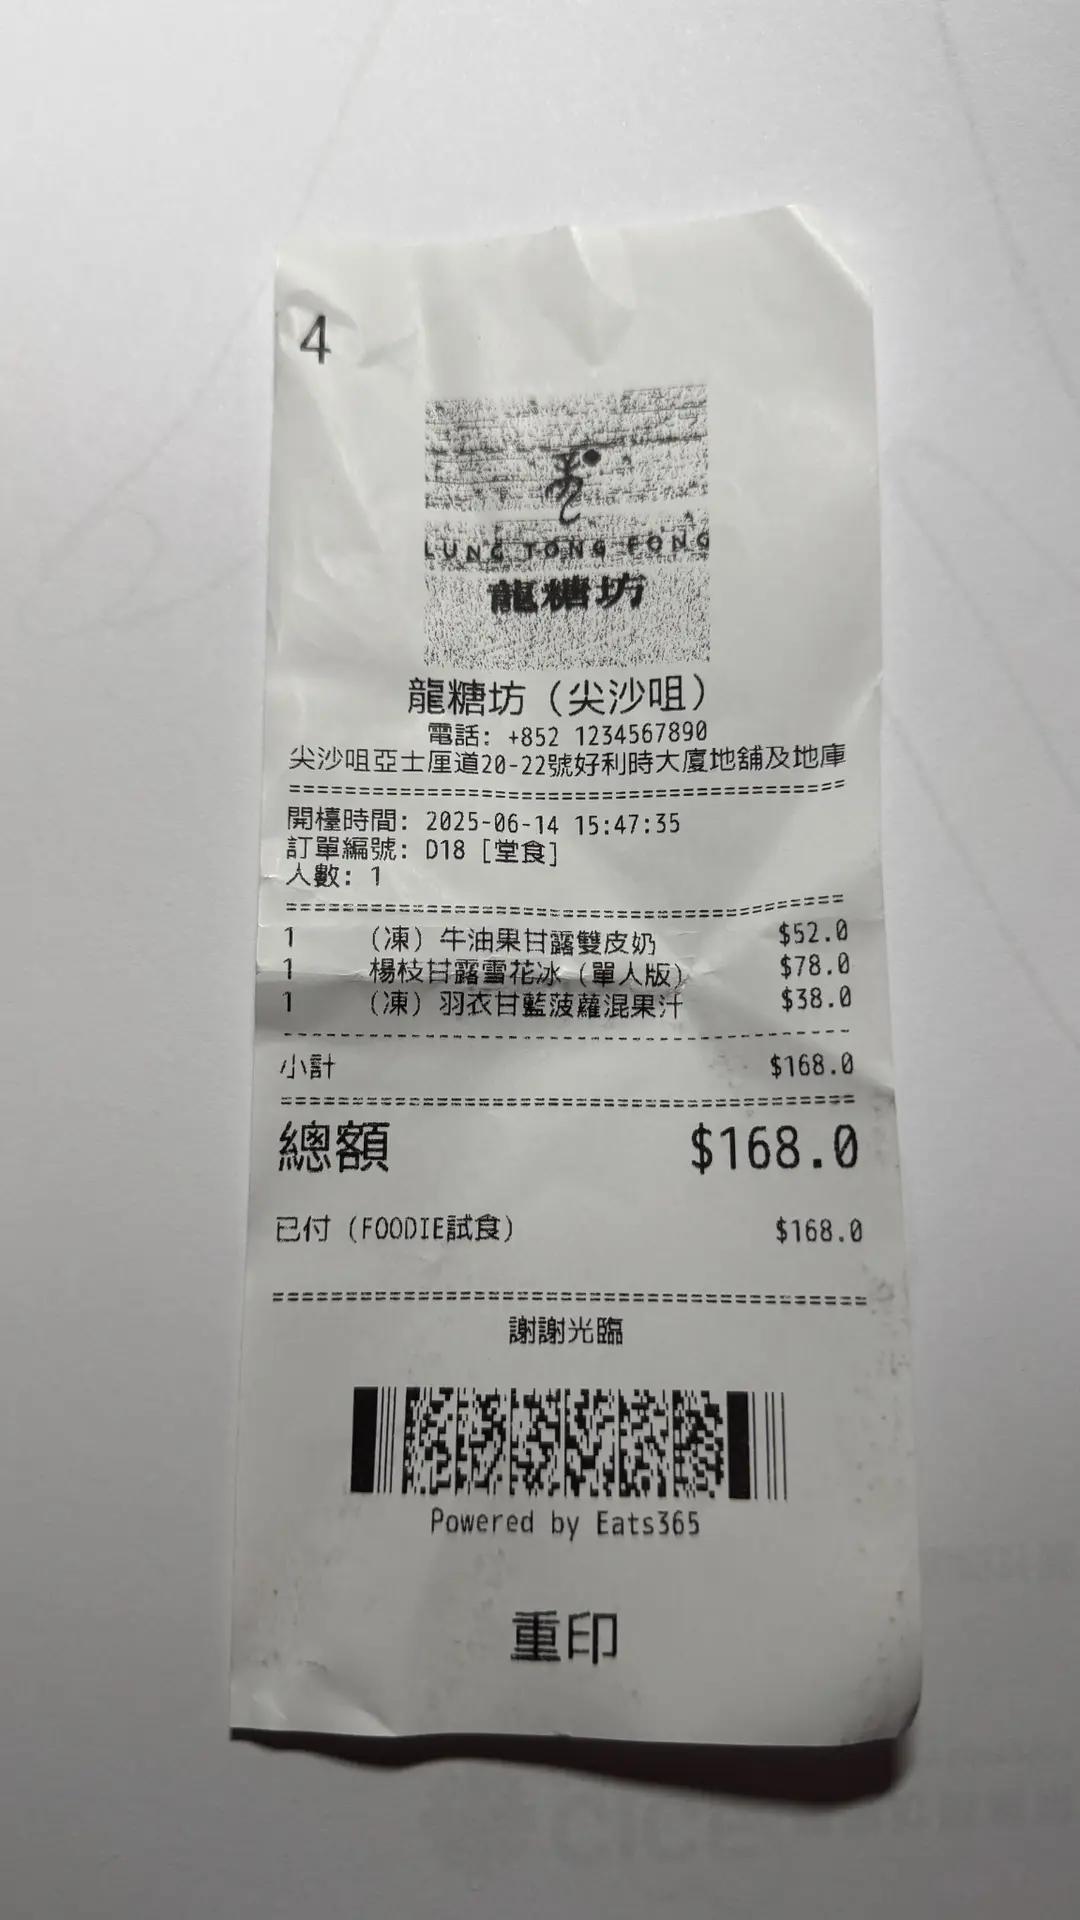 4
LUNG TONG FONG
龍糖坊
龍糖坊（尖沙咀）
電話: +852 1234567890
尖沙咀亞士厘道20-22號好利時大廈地舖及地庫
開檯時間: 2025-06-14 15:47:35
訂單編號: D18 [堂食]
人數: 1
1 （凍）牛油果甘露雙皮奶 $52.0
1 楊枝甘露雪花冰（單人版） $78.0
1 （凍）羽衣甘藍菠蘿混果汁 $38.0
小計 $168.0
總額 $168.0
已付 (FOODIE試食) $168.0
謝謝光臨
Powered by Eats365
重印